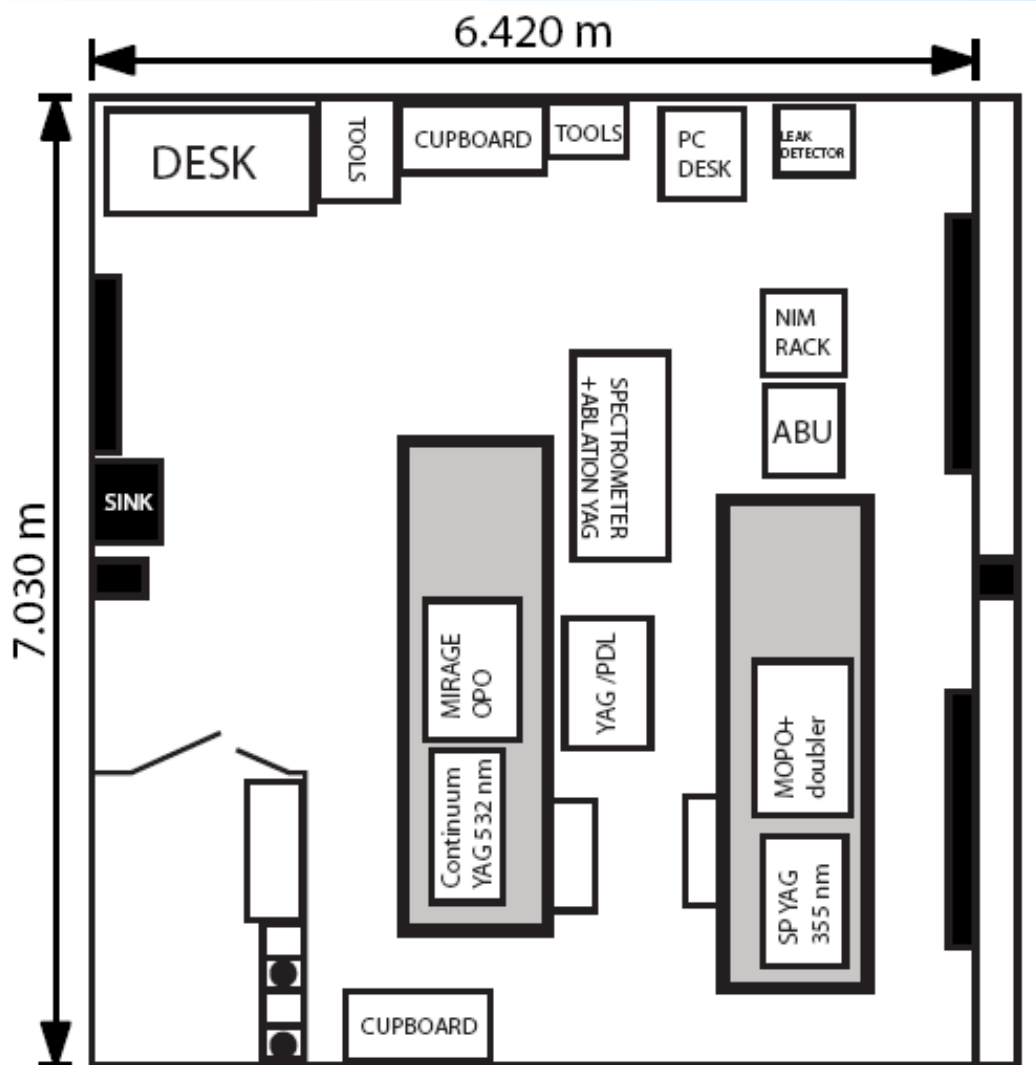 6.420 m
7.030 m
DESK
TOOLS
CUPBOARD
TOOLS
PC
DESK
LEAK
DETECTOR
NIM
RACK
ABU
SPECTROMETER
+ABLATION YAG
SINK
MIRAGE
OPO
YAG /PDL
MOPO+
doubler
Continuum
YAG 532 nm
SP YAG
355 nm
CUPBOARD